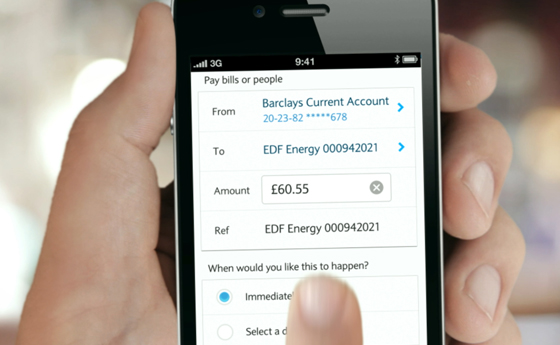 3G 9:41
Pay bills or people
From Barclays Current Account
20-23-82 *****678
To EDF Energy 000942021
Amount £60.55
Ref EDF Energy 000942021
When would you like this to happen?
Select a